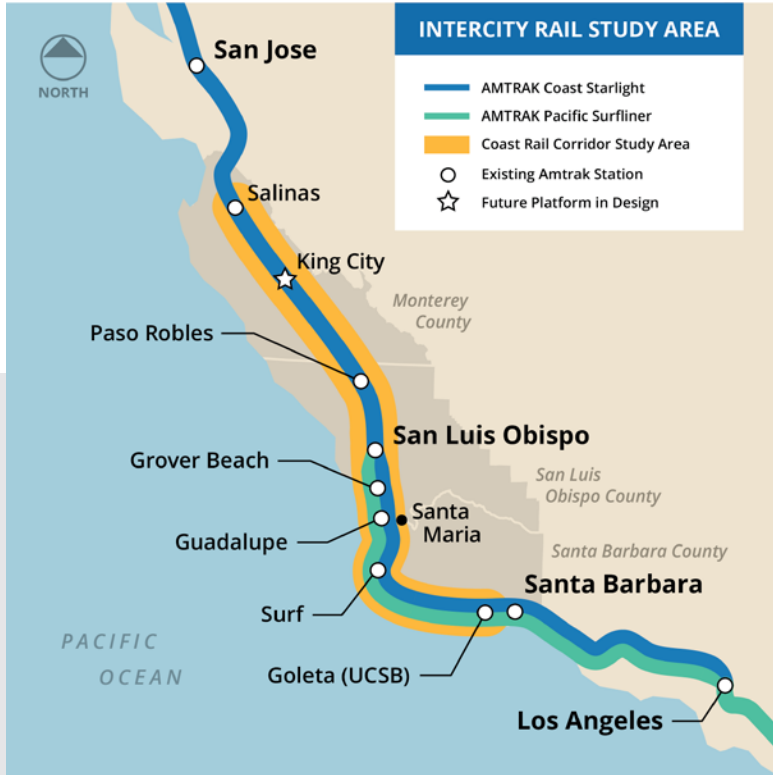 INTERCITY RAIL STUDY AREA
AMTRAK Coast Starlight
AMTRAK Pacific Surfliner
Coast Rail Corridor Study Area
Existing Amtrak Station
Future Platform in Design
NORTH
San Jose
Salinas
King City
Monterey
County
Paso Robles
San Luis Obispo
Grover Beach
San Luis
Obispo County
Santa
Maria
Guadalupe
Santa Barbara County
Santa Barbara
Surf
PACIFIC
OCEAN
Goleta (UCSB)
Los Angeles